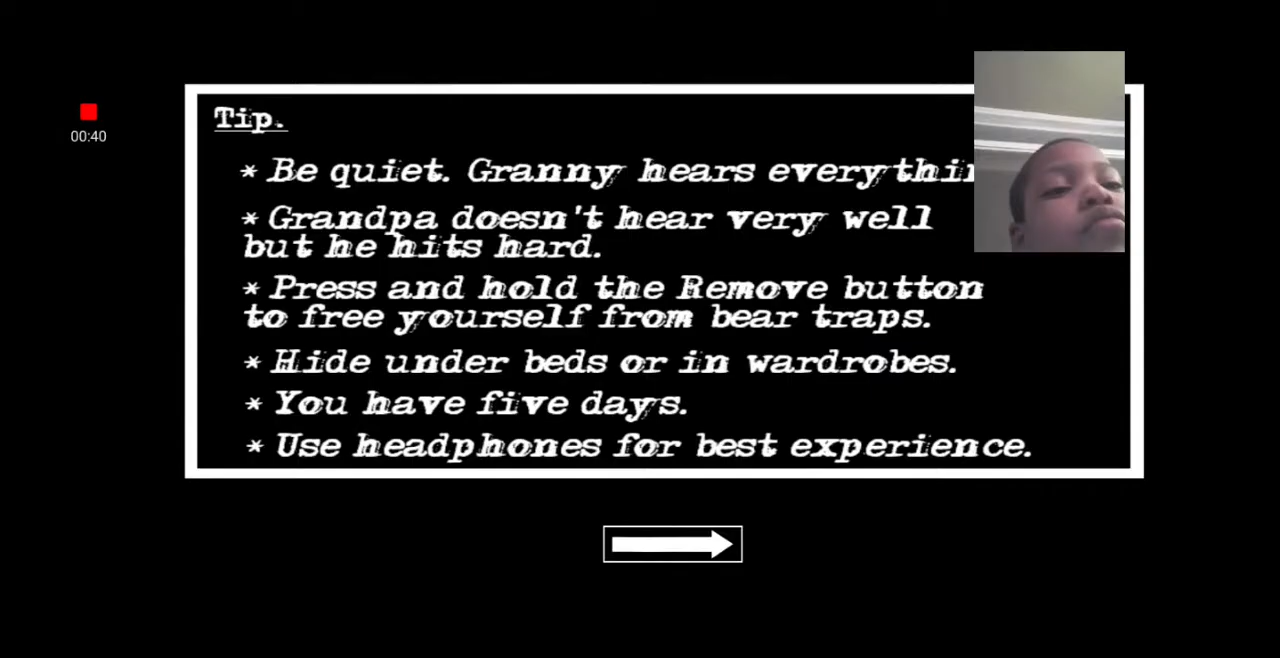 00:40
Tip.
* Be quiet. Granny hears
* Grandpa doesn't hear very well
but he hits hard.
* Press and hold the Remove button
to free yourself from bear traps.
* Hide under beds or in wardrobes.
* You have five days.
* Use headphones for best experience.